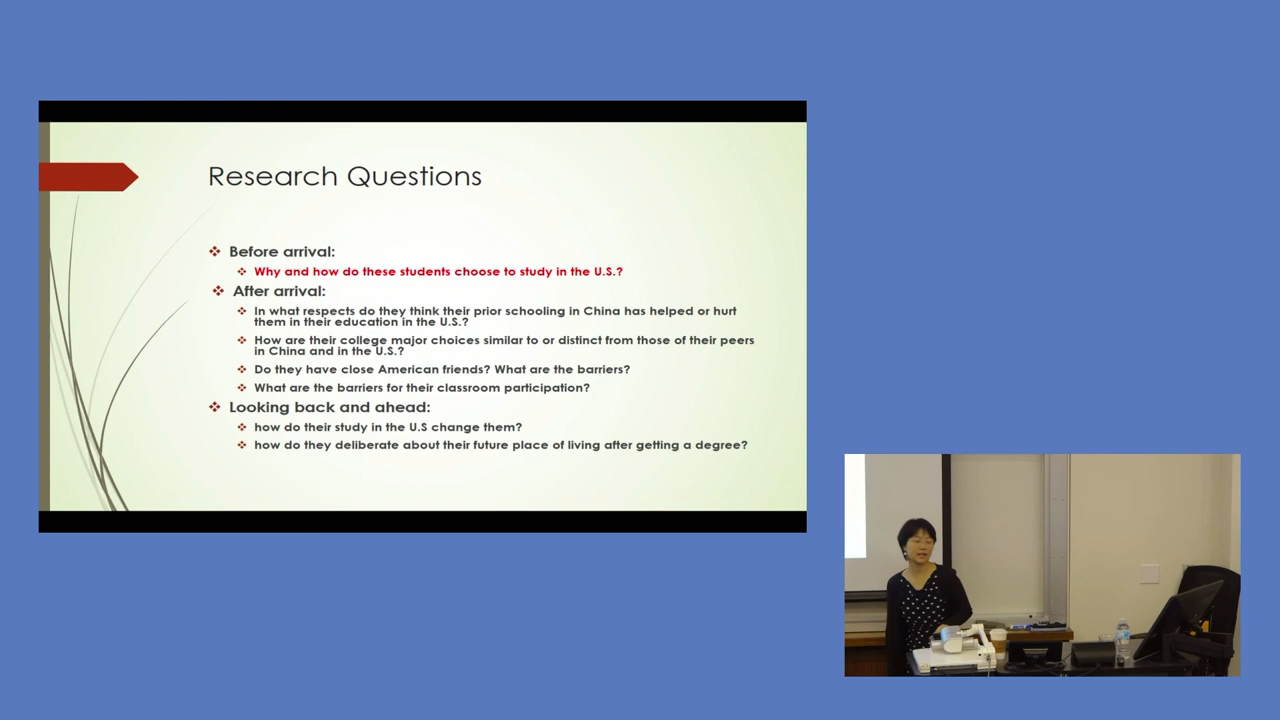 Research Questions
Before arrival:
Why and how do these students choose to study in the U.S.?
After arrival:
In what respects do they think their prior schooling in China has helped or hurt
them in their education in the U.S.?
How are their college major choices similar to or distinct from those of their peers
in China and in the U.S.?
Do they have close American friends? What are the barriers?
What are the barriers for their classroom participation?
Looking back and ahead:
how do their study in the U.S change them?
how do they deliberate about their future place of living after getting a degree?